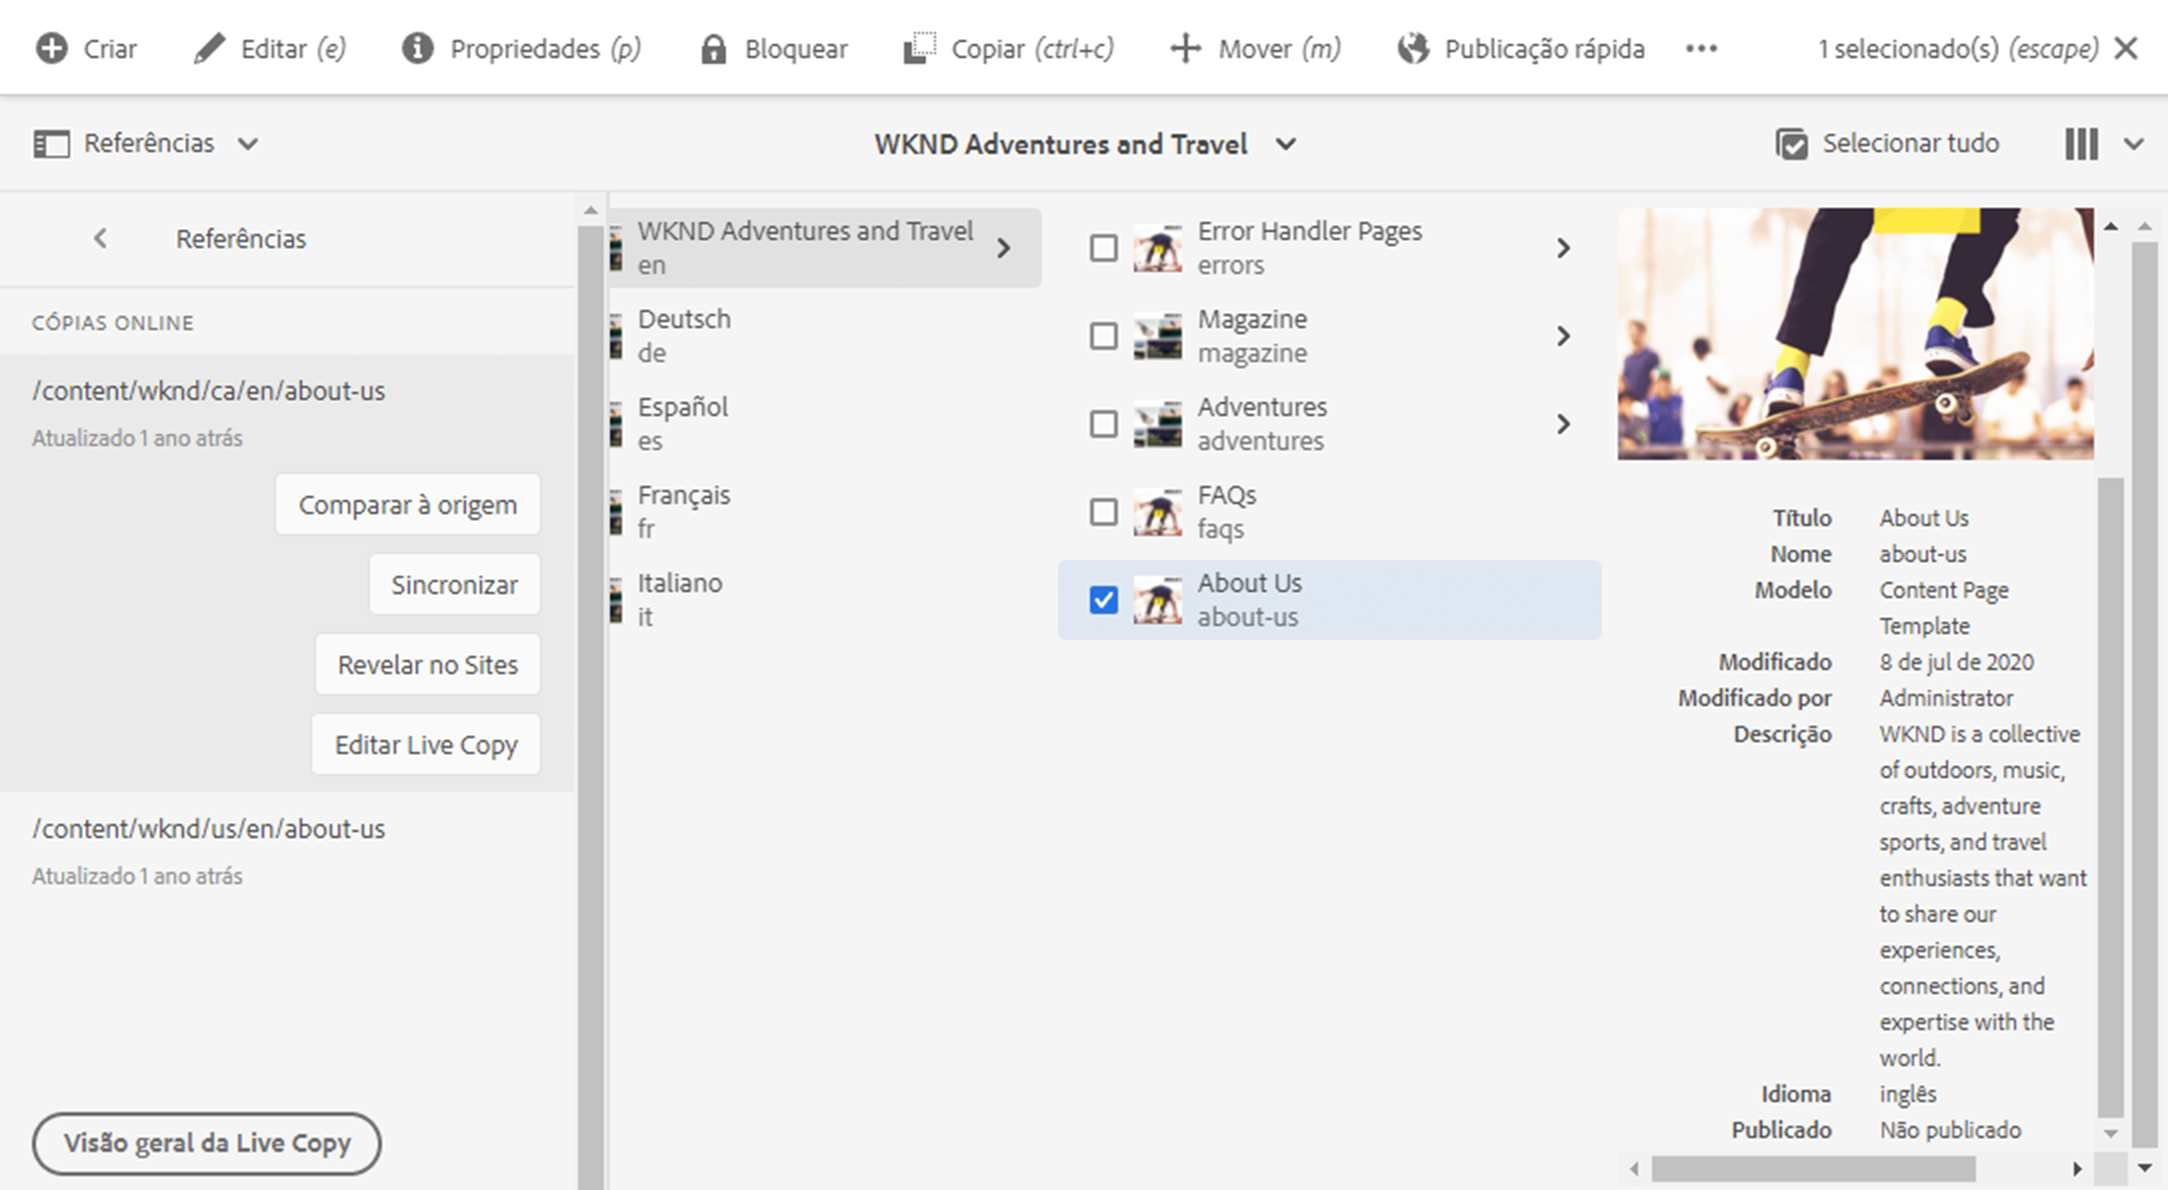 Criar Editar (e) Propriedades (p) Bloquear Copiar (ctrl+c) Mover (m) Publicação rápida ••• 1 selecionado(s) (escape)
Referências WKND Adventures and Travel Selecionar tudo
Referências
CÓPIAS ONLINE
/content/wknd/ca/en/about-us
Atualizado 1 ano atrás
Comparar à origem
Sincronizar
Revelar no Sites
Editar Live Copy
/content/wknd/us/en/about-us
Atualizado 1 ano atrás
Visão geral da Live Copy
WKND Adventures and Travel
en
Deutsch
de
Español
es
Français
fr
Italiano
it
Error Handler Pages
errors
Magazine
magazine
Adventures
adventures
FAQs
faqs
About Us
about-us
Título About Us
Nome about-us
Modelo Content Page
Template
Modificado 8 de jul de 2020
Modificado por Administrator
Descrição WKND is a collective
of outdoors, music,
crafts, adventure
sports, and travel
enthusiasts that want
to share our
experiences,
connections, and
expertise with the
world.
Idioma inglês
Publicado Não publicado